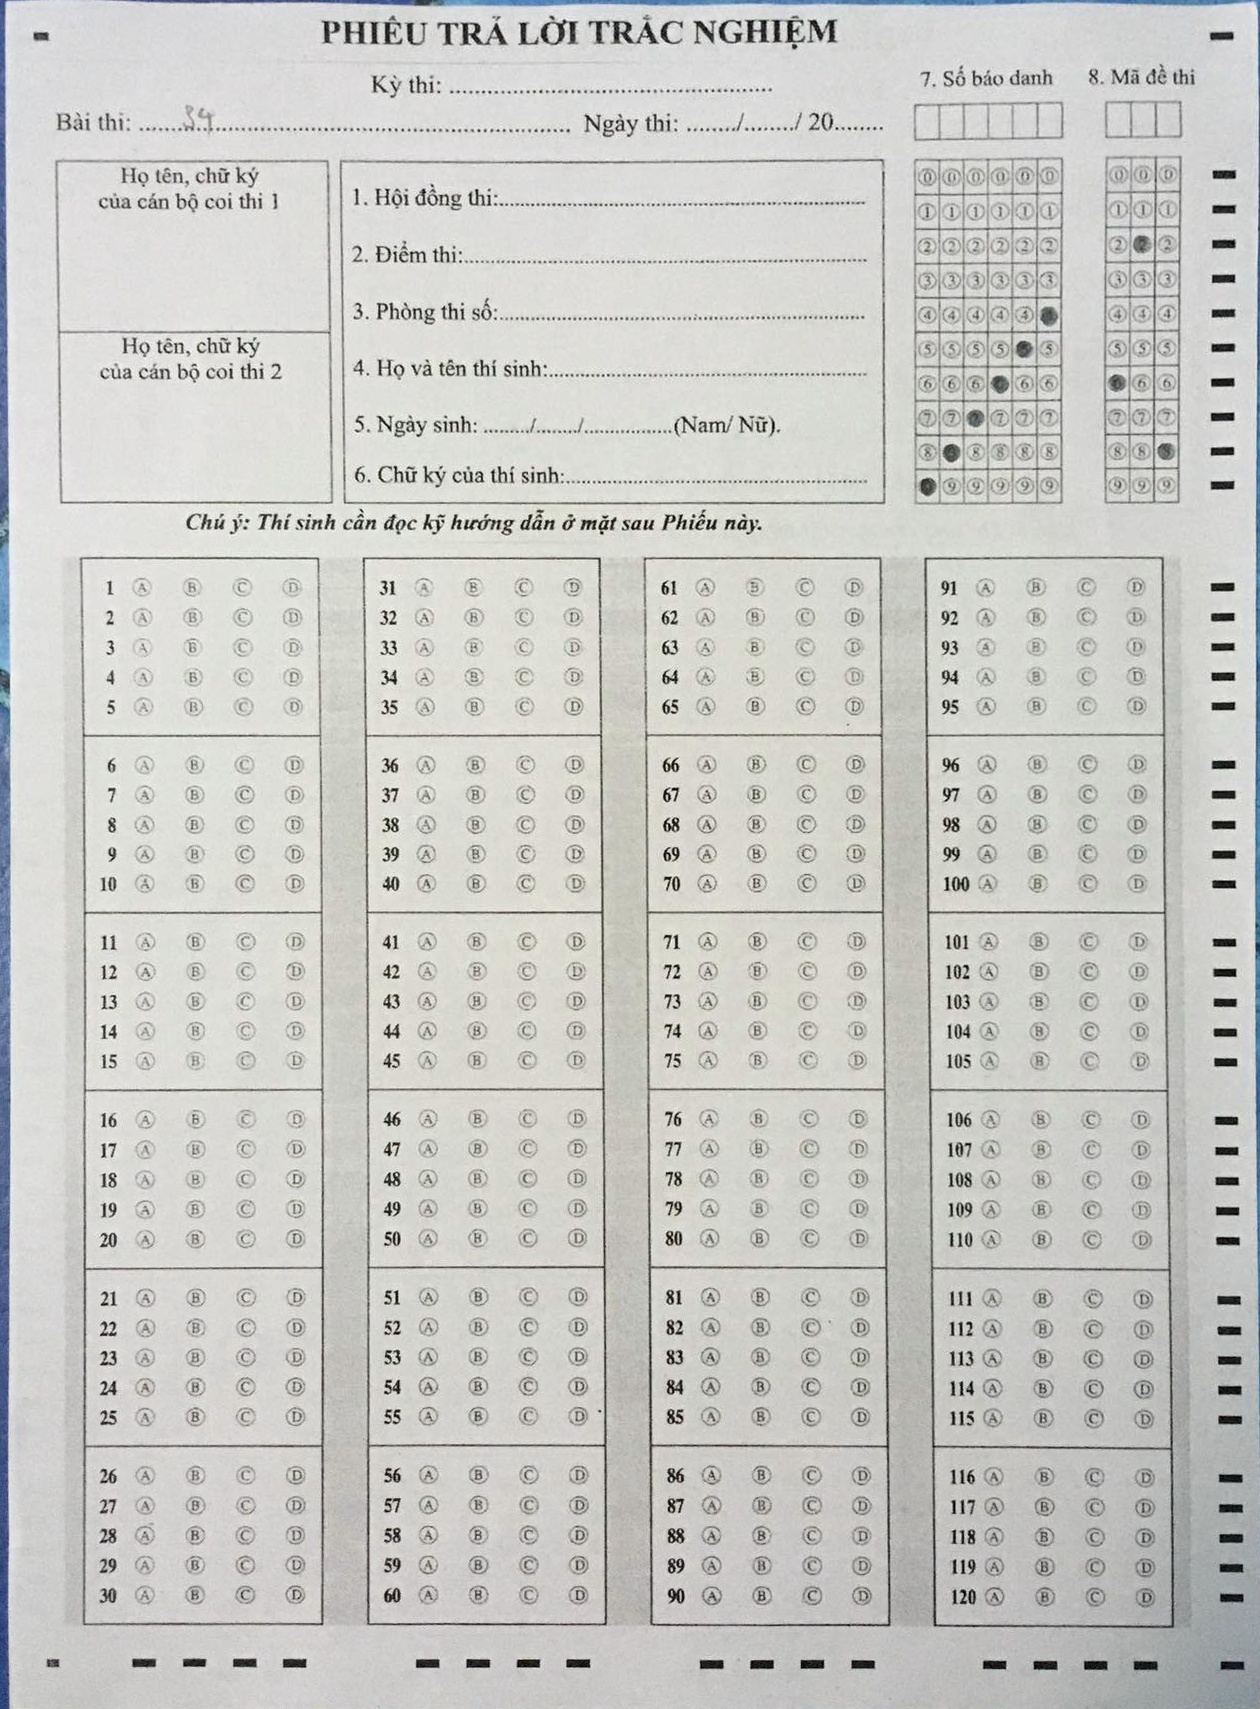 PHIẾU TRẢ LỜI TRẮC NGHIỆM
Kỳ thi: ....................................................
Bài thi: ....... 34 ......................................................... Ngày thi: ......../......../ 20........
7. Số báo danh 8. Mã đề thi
Họ tên, chữ ký
của cán bộ coi thi 1
Họ tên, chữ ký
của cán bộ coi thi 2
1. Hội đồng thi:............................................................
2. Điểm thi:............................................................
3. Phòng thi số:............................................................
4. Họ và tên thí sinh:....................................................
5. Ngày sinh: ......../......../...............(Nam/ Nữ).
6. Chữ ký của thí sinh:..................................................
0 0 0 0 0 0 0 0 0
1 1 1 1 1 1 1 1 1
2 2 2 2 2 2 2 2
3 3 3 3 3 3 3 3 3
4 4 4 4 4 4 4 4
5 5 5 5 5 5 5 5
6 6 6 6 6 6 6
7 7 7 7 7 7 7 7
8 8 8 8 8 8 8
9 9 9 9 9 9 9 9
Chú ý: Thí sinh cần đọc kỹ hướng dẫn ở mặt sau Phiếu này.
1 A B C D 31 A B C D 61 A B C D 91 A B C D
2 A B C D 32 A B C D 62 A B C D 92 A B C D
3 A B C D 33 A B C D 63 A B C D 93 A B C D
4 A B C D 34 A B C D 64 A B C D 94 A B C D
5 A B C D 35 A B C D 65 A B C D 95 A B C D
6 A B C D 36 A B C D 66 A B C D 96 A B C D
7 A B C D 37 A B C D 67 A B C D 97 A B C D
8 A B C D 38 A B C D 68 A B C D 98 A B C D
9 A B C D 39 A B C D 69 A B C D 99 A B C D
10 A B C D 40 A B C D 70 A B C D 100 A B C D
11 A B C D 41 A B C D 71 A B C D 101 A B C D
12 A B C D 42 A B C D 72 A B C D 102 A B C D
13 A B C D 43 A B C D 73 A B C D 103 A B C D
14 A B C D 44 A B C D 74 A B C D 104 A B C D
15 A B C D 45 A B C D 75 A B C D 105 A B C D
16 A B C D 46 A B C D 76 A B C D 106 A B C D
17 A B C D 47 A B C D 77 A B C D 107 A B C D
18 A B C D 48 A B C D 78 A B C D 108 A B C D
19 A B C D 49 A B C D 79 A B C D 109 A B C D
20 A B C D 50 A B C D 80 A B C D 110 A B C D
21 A B C D 51 A B C D 81 A B C D 111 A B C D
22 A B C D 52 A B C D 82 A B C D 112 A B C D
23 A B C D 53 A B C D 83 A B C D 113 A B C D
24 A B C D 54 A B C D 84 A B C D 114 A B C D
25 A B C D 55 A B C D 85 A B C D 115 A B C D
26 A B C D 56 A B C D 86 A B C D 116 A B C D
27 A B C D 57 A B C D 87 A B C D 117 A B C D
28 A B C D 58 A B C D 88 A B C D 118 A B C D
29 A B C D 59 A B C D 89 A B C D 119 A B C D
30 A B C D 60 A B C D 90 A B C D 120 A B C D